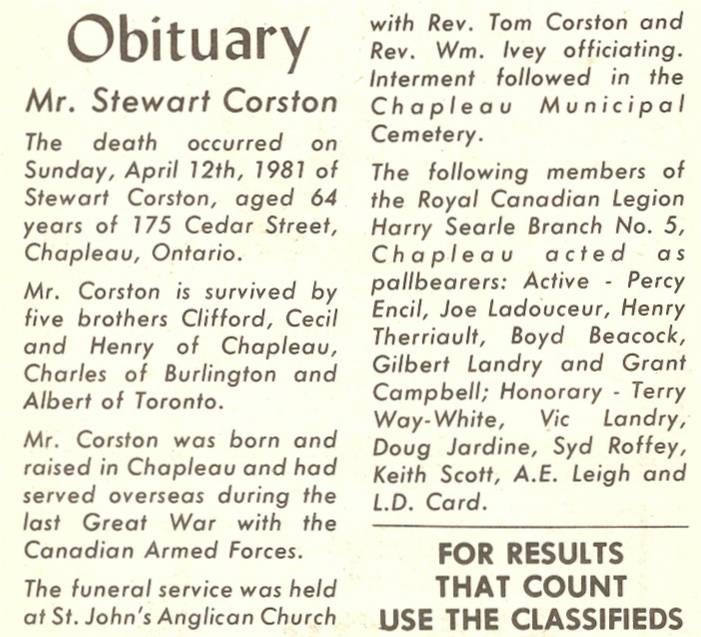 Obituary
Mr. Stewart Corston
The death occurred on
Sunday, April 12th, 1981 of
Stewart Corston, aged 64
years of 175 Cedar Street,
Chapleau, Ontario.
Mr. Corston is survived by
five brothers Clifford, Cecil
and Henry of Chapleau,
Charles of Burlington and
Albert of Toronto.
Mr. Corston was born and
raised in Chapleau and had
served overseas during the
last Great War with the
Canadian Armed Forces.
The funeral service was held
at St. John's Anglican Church
with Rev. Tom Corston and
Rev. Wm. Ivey officiating.
Interment followed in the
Chapleau Municipal
Cemetery.
The following members of
the Royal Canadian Legion
Harry Searle Branch No. 5,
Chapleau acted as
pallbearers: Active - Percy
Encil, Joe Ladouceur, Henry
Therriault, Boyd Beacock,
Gilbert Landry and Grant
Campbell; Honorary - Terry
Way-White, Vic Landry,
Doug Jardine, Syd Roffey,
Keith Scott, A.E. Leigh and
L.D. Card.
FOR RESULTS
THAT COUNT
USE THE CLASSIFIEDS